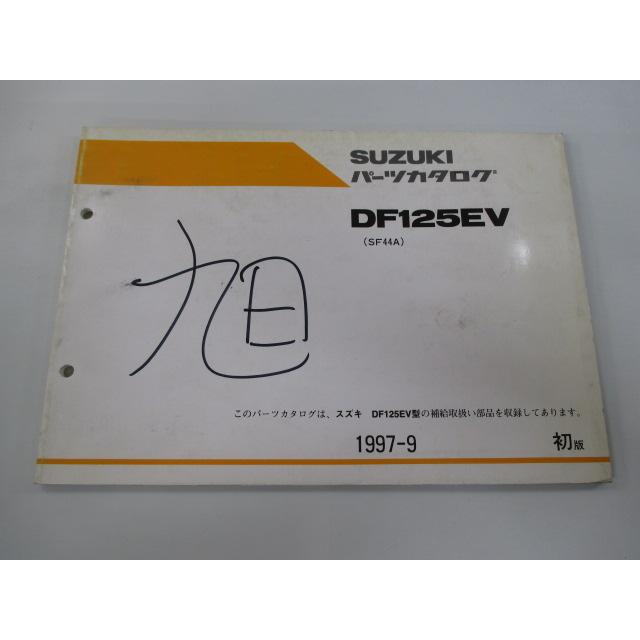 SUZUKI
パーツカタログ
DF125EV
(SF44A)
旭
このパーツカタログは、スズキ DF125EV型の補給取扱い部品を収録してあります。
1997-9 初版